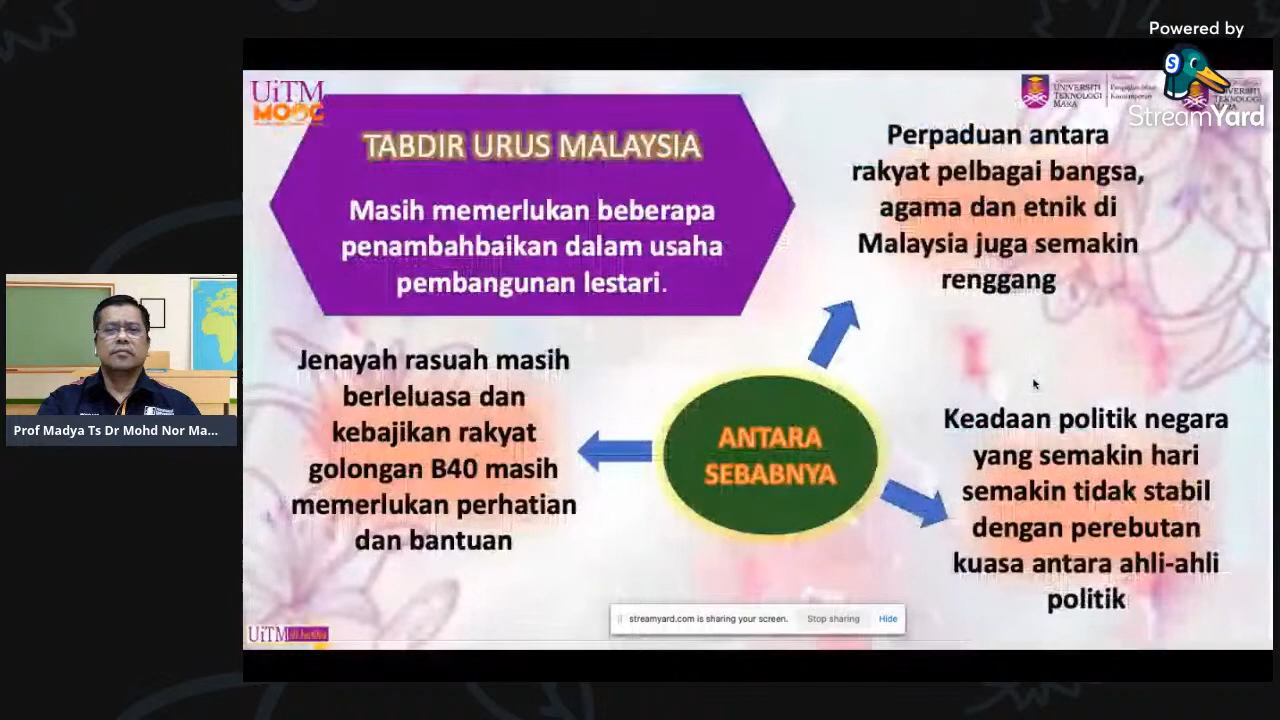 Powered by
StreamYard
UiTM
MOOC
UNIVERSITI
TEKNOLOGI
MARA
TABDIR URUS MALAYSIA
Masih memerlukan beberapa
penambahbaikan dalam usaha
pembangunan lestari.
Perpaduan antara
rakyat pelbagai bangsa,
agama dan etnik di
Malaysia juga semakin
renggang
Jenayah rasuah masih
berleluasa dan
kebajikan rakyat
golongan B40 masih
memerlukan perhatian
dan bantuan
ANTARA
SEBABNYA
Keadaan politik negara
yang semakin hari
semakin tidak stabil
dengan perebutan
kuasa antara ahli-ahli
politik
Prof Madya Ts Dr Mohd Nor Ma...
streamyard.com is sharing your screen.
Stop sharing
Hide
UiTM